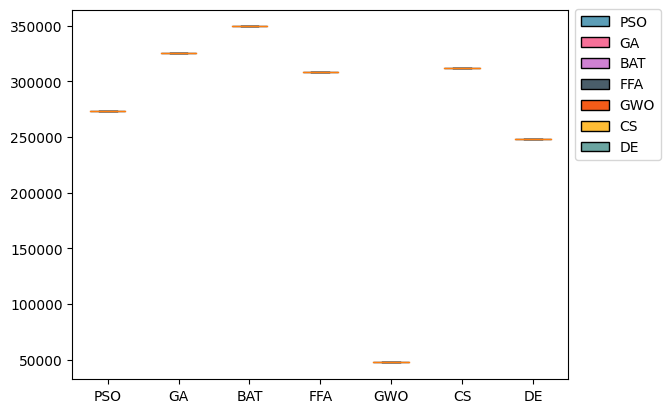 350000
300000
250000
200000
150000
100000
50000
PSO GA BAT FFA GWO CS DE
PSO
GA
BAT
FFA
GWO
CS
DE